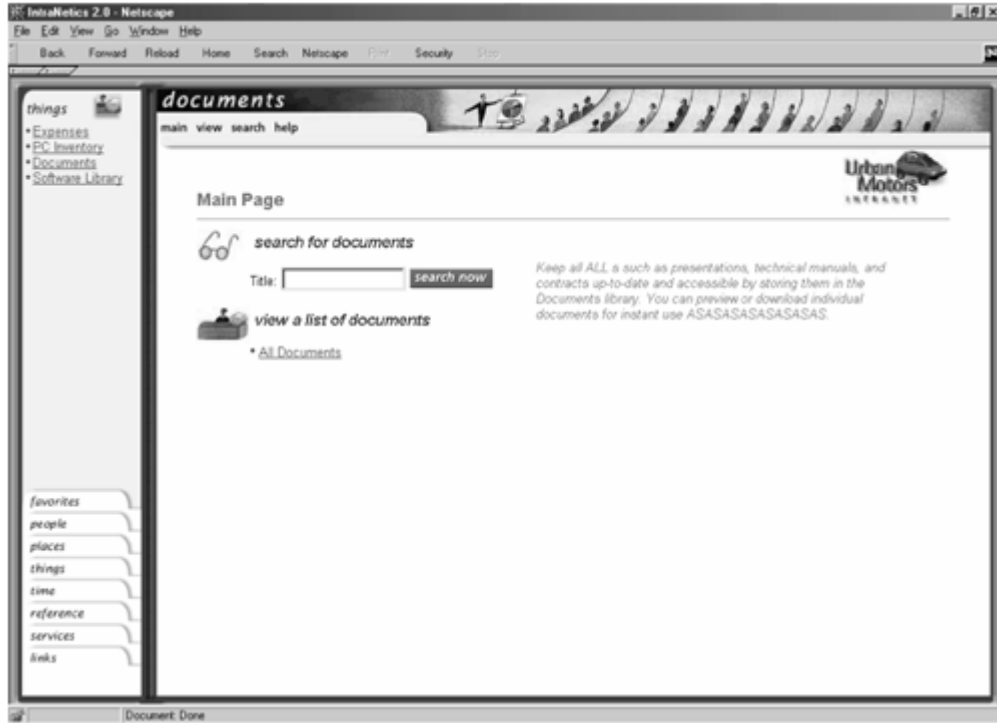 IntraNetics 2.0 - Netscape
File Edit View Go Window Help
Back Forward Reload Home Search Netscape Print Security Stop
things
Expenses
PC Inventory
Documents
Software Library
favorites
people
places
things
time
reference
services
links
documents
main view search help
Urban
Motors
INTRANET
Main Page
search for documents
Title: search now
view a list of documents
All Documents
Keep all ALL s such as presentations, technical manuals, and
contracts up-to-date and accessible by storing them in the
Documents library. You can preview or download individual
documents for instant use ASASASASASASASAS.
Document: Done